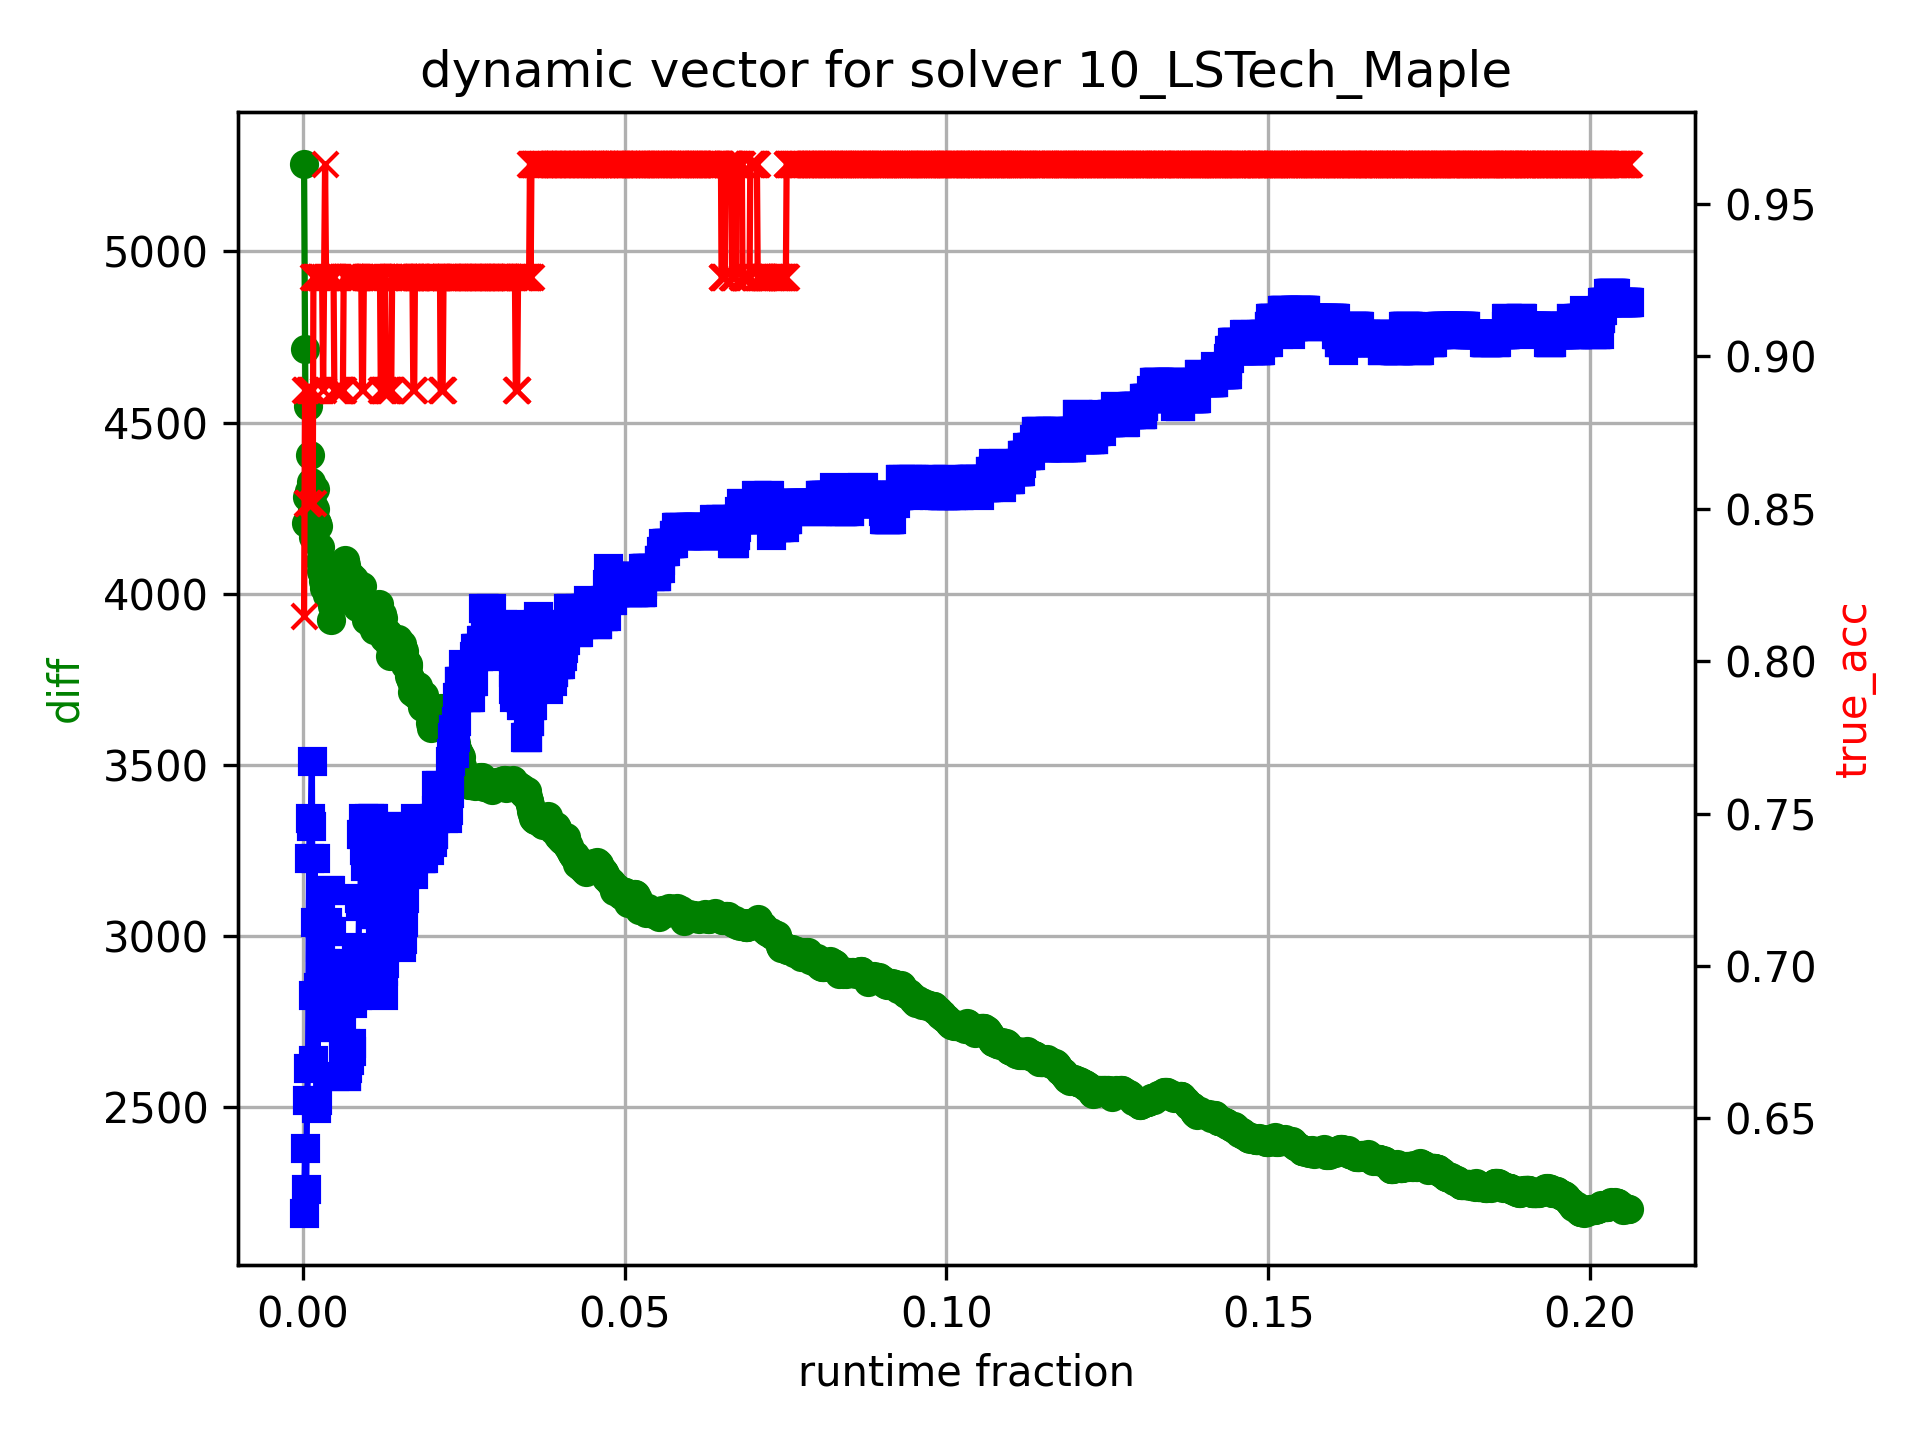 dynamic vector for solver 10_LSTech_Maple
5000
4500
4000
3500
3000
2500
diff
0.95
0.90
0.85
0.80
0.75
0.70
0.65
true_acc
0.00 0.05 0.10 0.15 0.20
runtime fraction